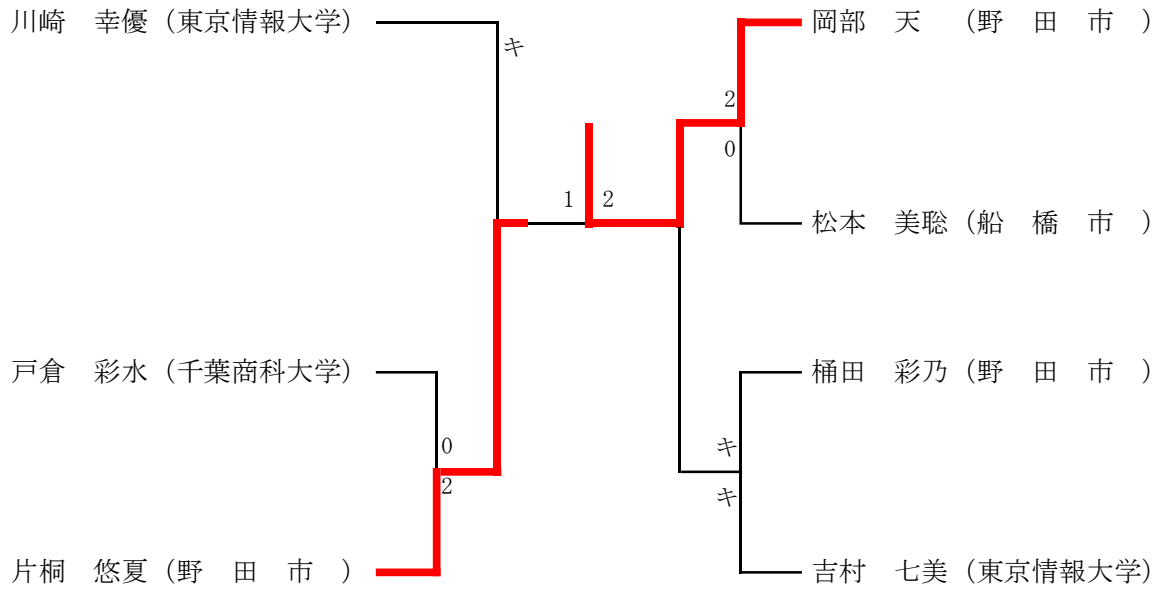 川崎　幸優（東京情報大学）
岡部　天　（野　田　市　）
キ
2
0
1
2
松本　美聡（船　橋　市　）
戸倉　彩水（千葉商科大学）
桶田　彩乃（野　田　市　）
0
キ
2
キ
片桐　悠夏（野　田　市　）
吉村　七美（東京情報大学）